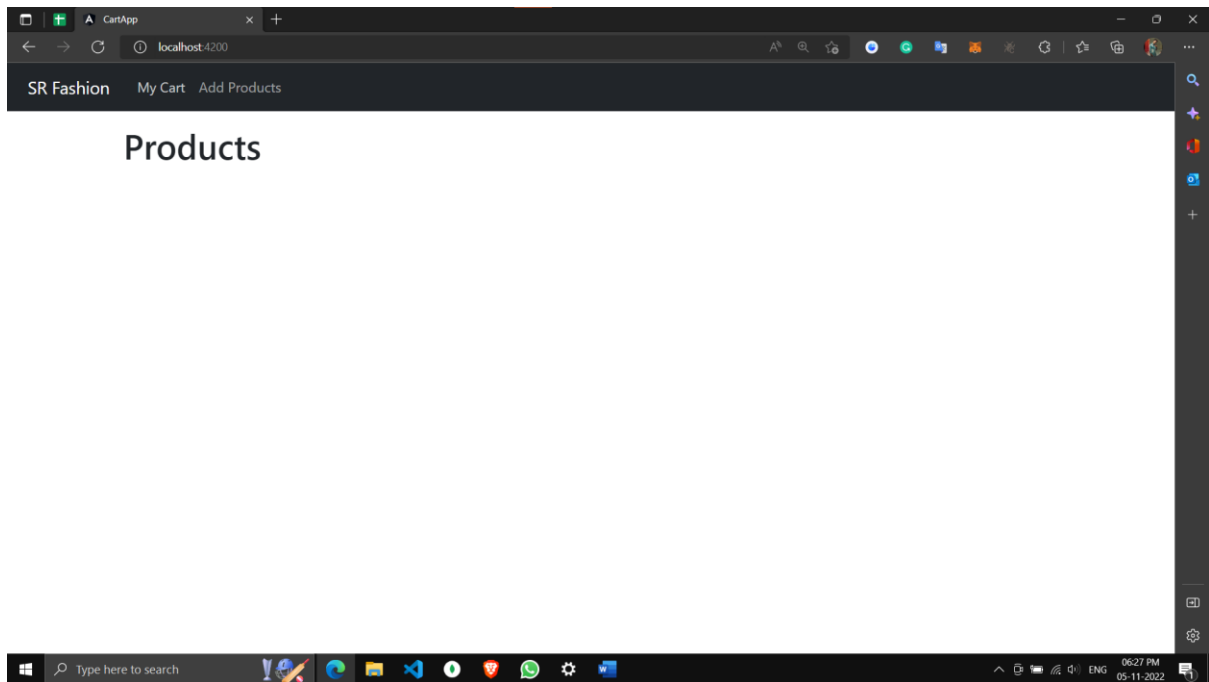 CartApp
localhost:4200
SR Fashion My Cart Add Products
Products
Type here to search
ENG
06:27 PM
05-11-2022